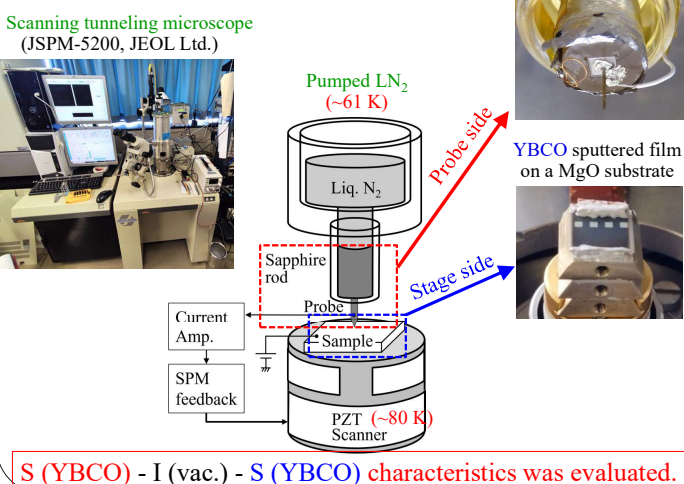 Scanning tunneling microscope
(JSPM-5200, JEOL Ltd.)
Pumped LN₂
(~61 K)
Liq. N₂
Sapphire
rod
Probe
Probe side
YBCO sputtered film
on a MgO substrate
Stage side
Current
Amp.
Sample
SPM
feedback
PZT (~80 K)
Scanner
S (YBCO) - I (vac.) - S (YBCO) characteristics was evaluated.